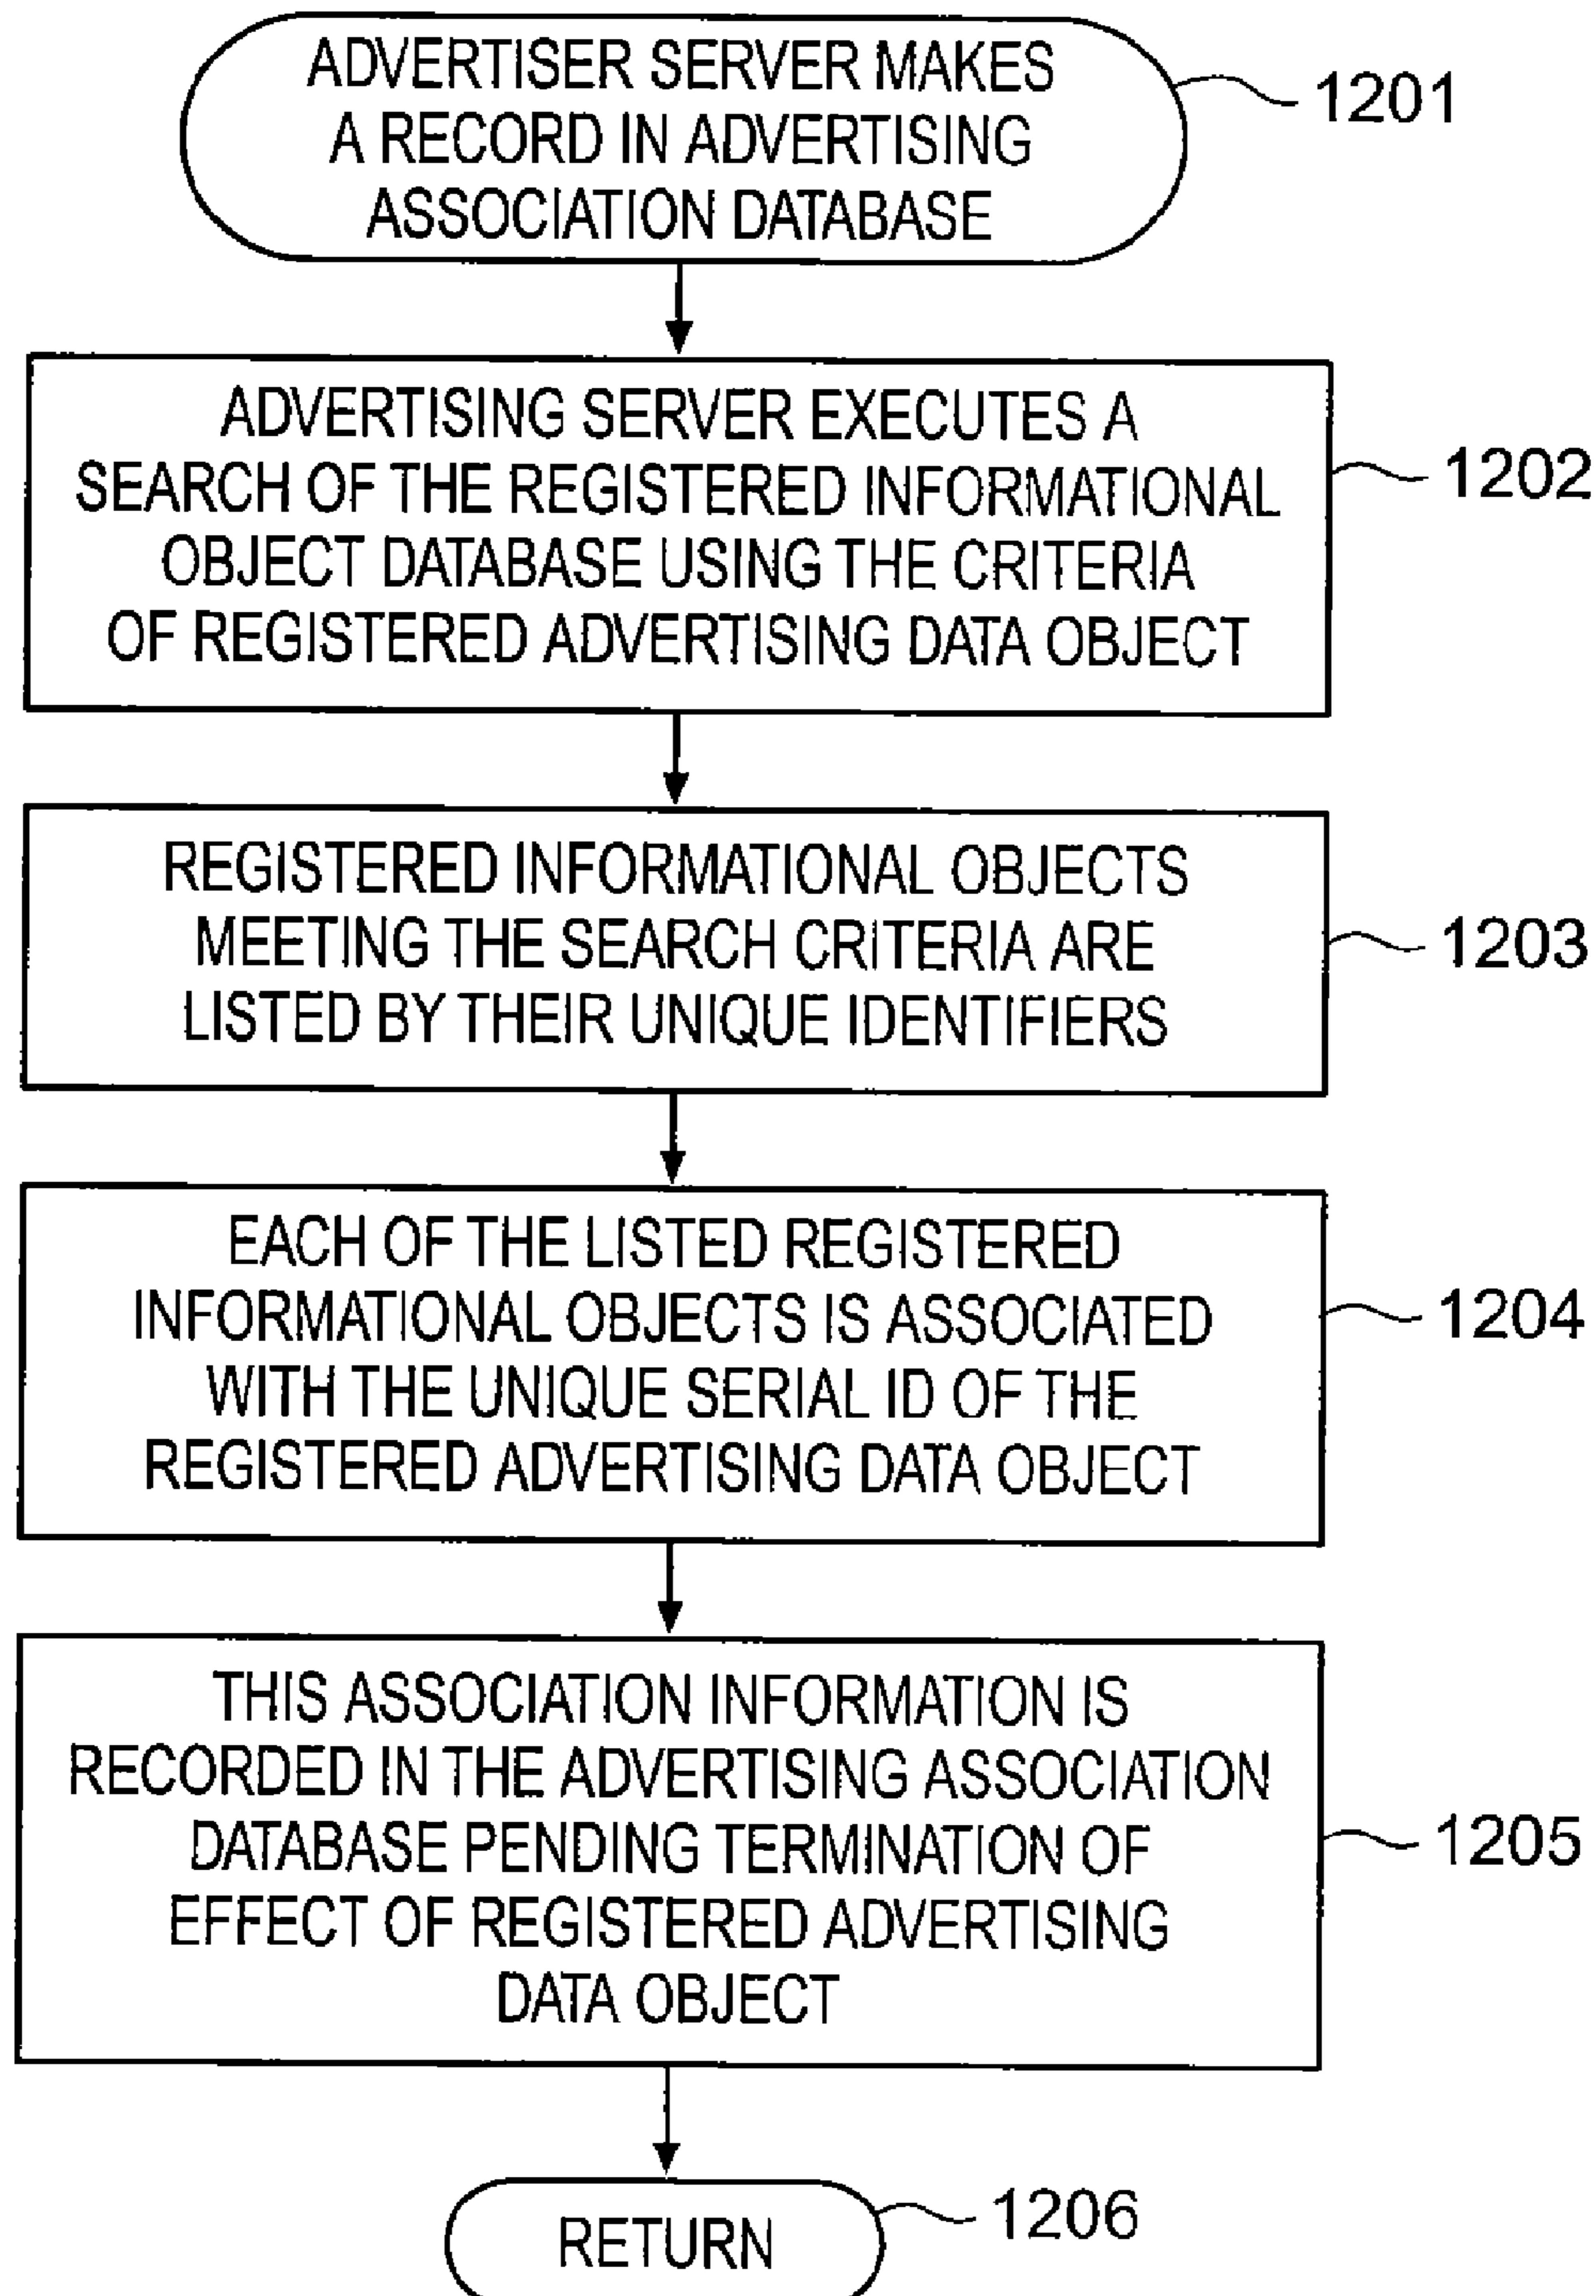 ADVERTISER SERVER MAKES
A RECORD IN ADVERTISING
ASSOCIATION DATABASE
1201
ADVERTISING SERVER EXECUTES A
SEARCH OF THE REGISTERED INFORMATIONAL
OBJECT DATABASE USING THE CRITERIA
OF REGISTERED ADVERTISING DATA OBJECT
1202
REGISTERED INFORMATIONAL OBJECTS
MEETING THE SEARCH CRITERIA ARE
LISTED BY THEIR UNIQUE IDENTIFIERS
1203
EACH OF THE LISTED REGISTERED
INFORMATIONAL OBJECTS IS ASSOCIATED
WITH THE UNIQUE SERIAL ID OF THE
REGISTERED ADVERTISING DATA OBJECT
1204
THIS ASSOCIATION INFORMATION IS
RECORDED IN THE ADVERTISING ASSOCIATION
DATABASE PENDING TERMINATION OF
EFFECT OF REGISTERED ADVERTISING
DATA OBJECT
1205
RETURN
1206